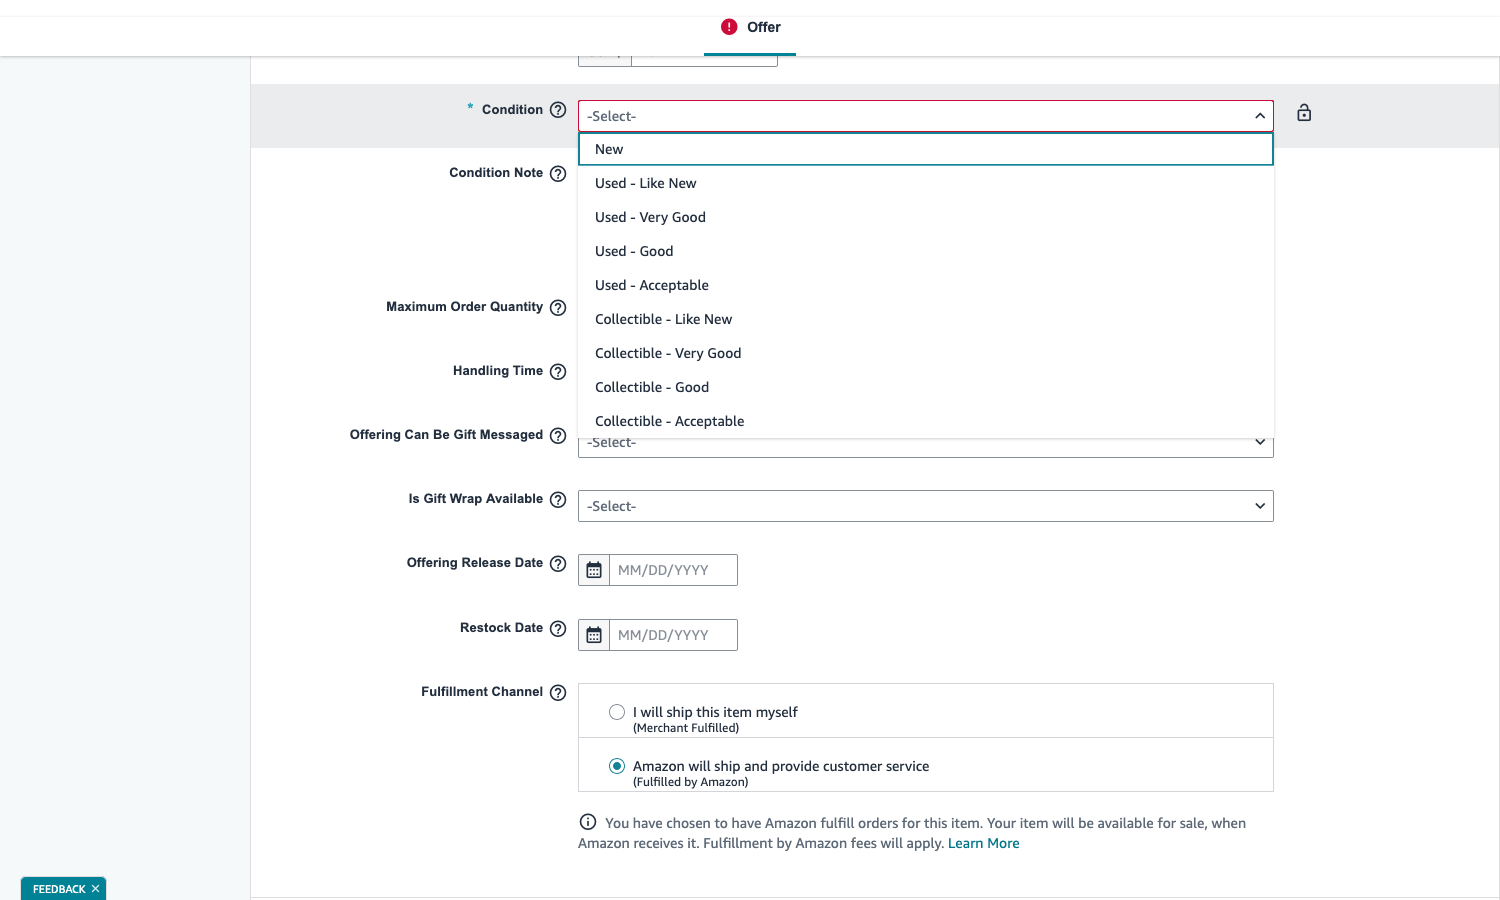 Offer
* Condition
-Select-
New
Condition Note
Used - Like New
Used - Very Good
Used - Good
Used - Acceptable
Maximum Order Quantity
Collectible - Like New
Collectible - Very Good
Handling Time
Collectible - Good
Collectible - Acceptable
Offering Can Be Gift Messaged
-Select-
Is Gift Wrap Available
-Select-
Offering Release Date
MM/DD/YYYY
Restock Date
MM/DD/YYYY
Fulfillment Channel
I will ship this item myself
(Merchant Fulfilled)
Amazon will ship and provide customer service
(Fulfilled by Amazon)
You have chosen to have Amazon fulfill orders for this item. Your item will be available for sale, when
Amazon receives it. Fulfillment by Amazon fees will apply. Learn More
FEEDBACK